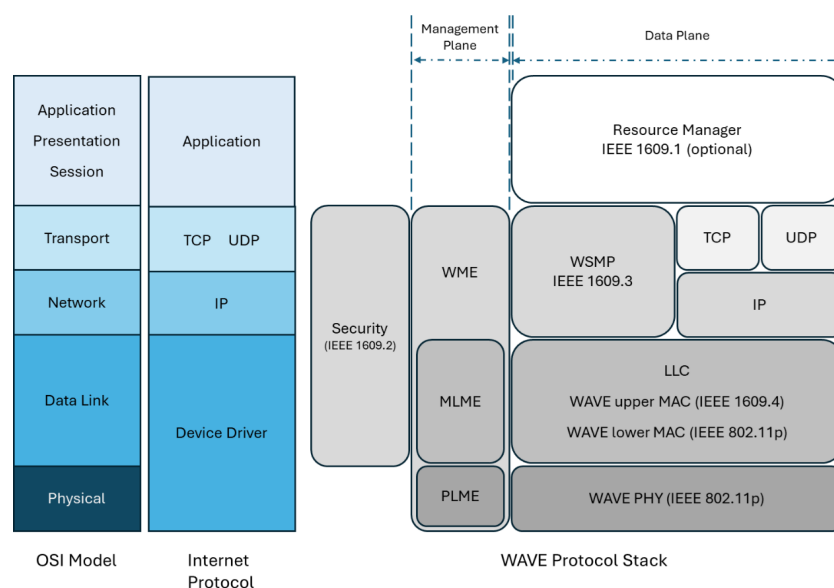 Management
Plane
Data Plane
Application
Presentation
Session
Application
Resource Manager
IEEE 1609.1 (optional)
Transport
TCP UDP
WME
WSMP
IEEE 1609.3
TCP
UDP
Network
IP
IP
Security
(IEEE 1609.2)
Data Link
Device Driver
MLME
LLC
WAVE upper MAC (IEEE 1609.4)
WAVE lower MAC (IEEE 802.11p)
Physical
PLME
WAVE PHY (IEEE 802.11p)
OSI Model
Internet
Protocol
WAVE Protocol Stack